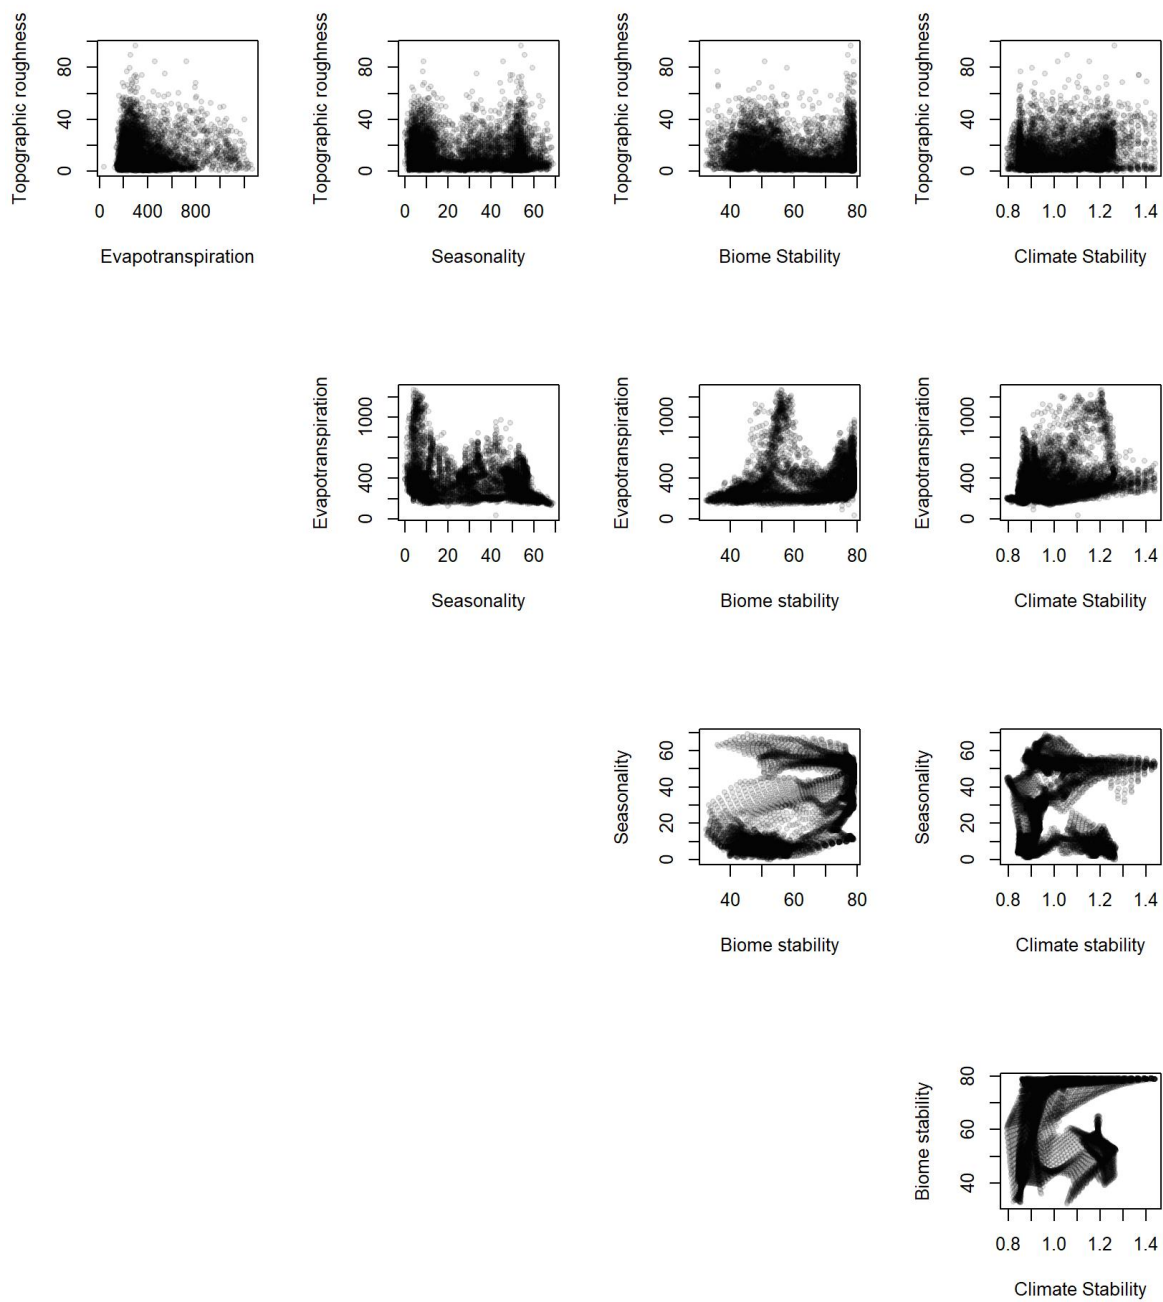 Topographic roughness
80
40
0
0 400 800
Evapotranspiration
Topographic roughness
80
40
0
0 20 40 60
Seasonality
Topographic roughness
80
40
0
40 60 80
Biome Stability
Topographic roughness
80
40
0
0.8 1.0 1.2 1.4
Climate Stability
Evapotranspiration
1000
400
0
0 20 40 60
Seasonality
Evapotranspiration
1000
400
0
40 60 80
Biome stability
Evapotranspiration
1000
400
0
0.8 1.0 1.2 1.4
Climate Stability
Seasonality
60
40
20
0
40 60 80
Biome stability
Seasonality
60
40
20
0
0.8 1.0 1.2 1.4
Climate stability
Biome stability
80
60
40
0.8 1.0 1.2 1.4
Climate Stability